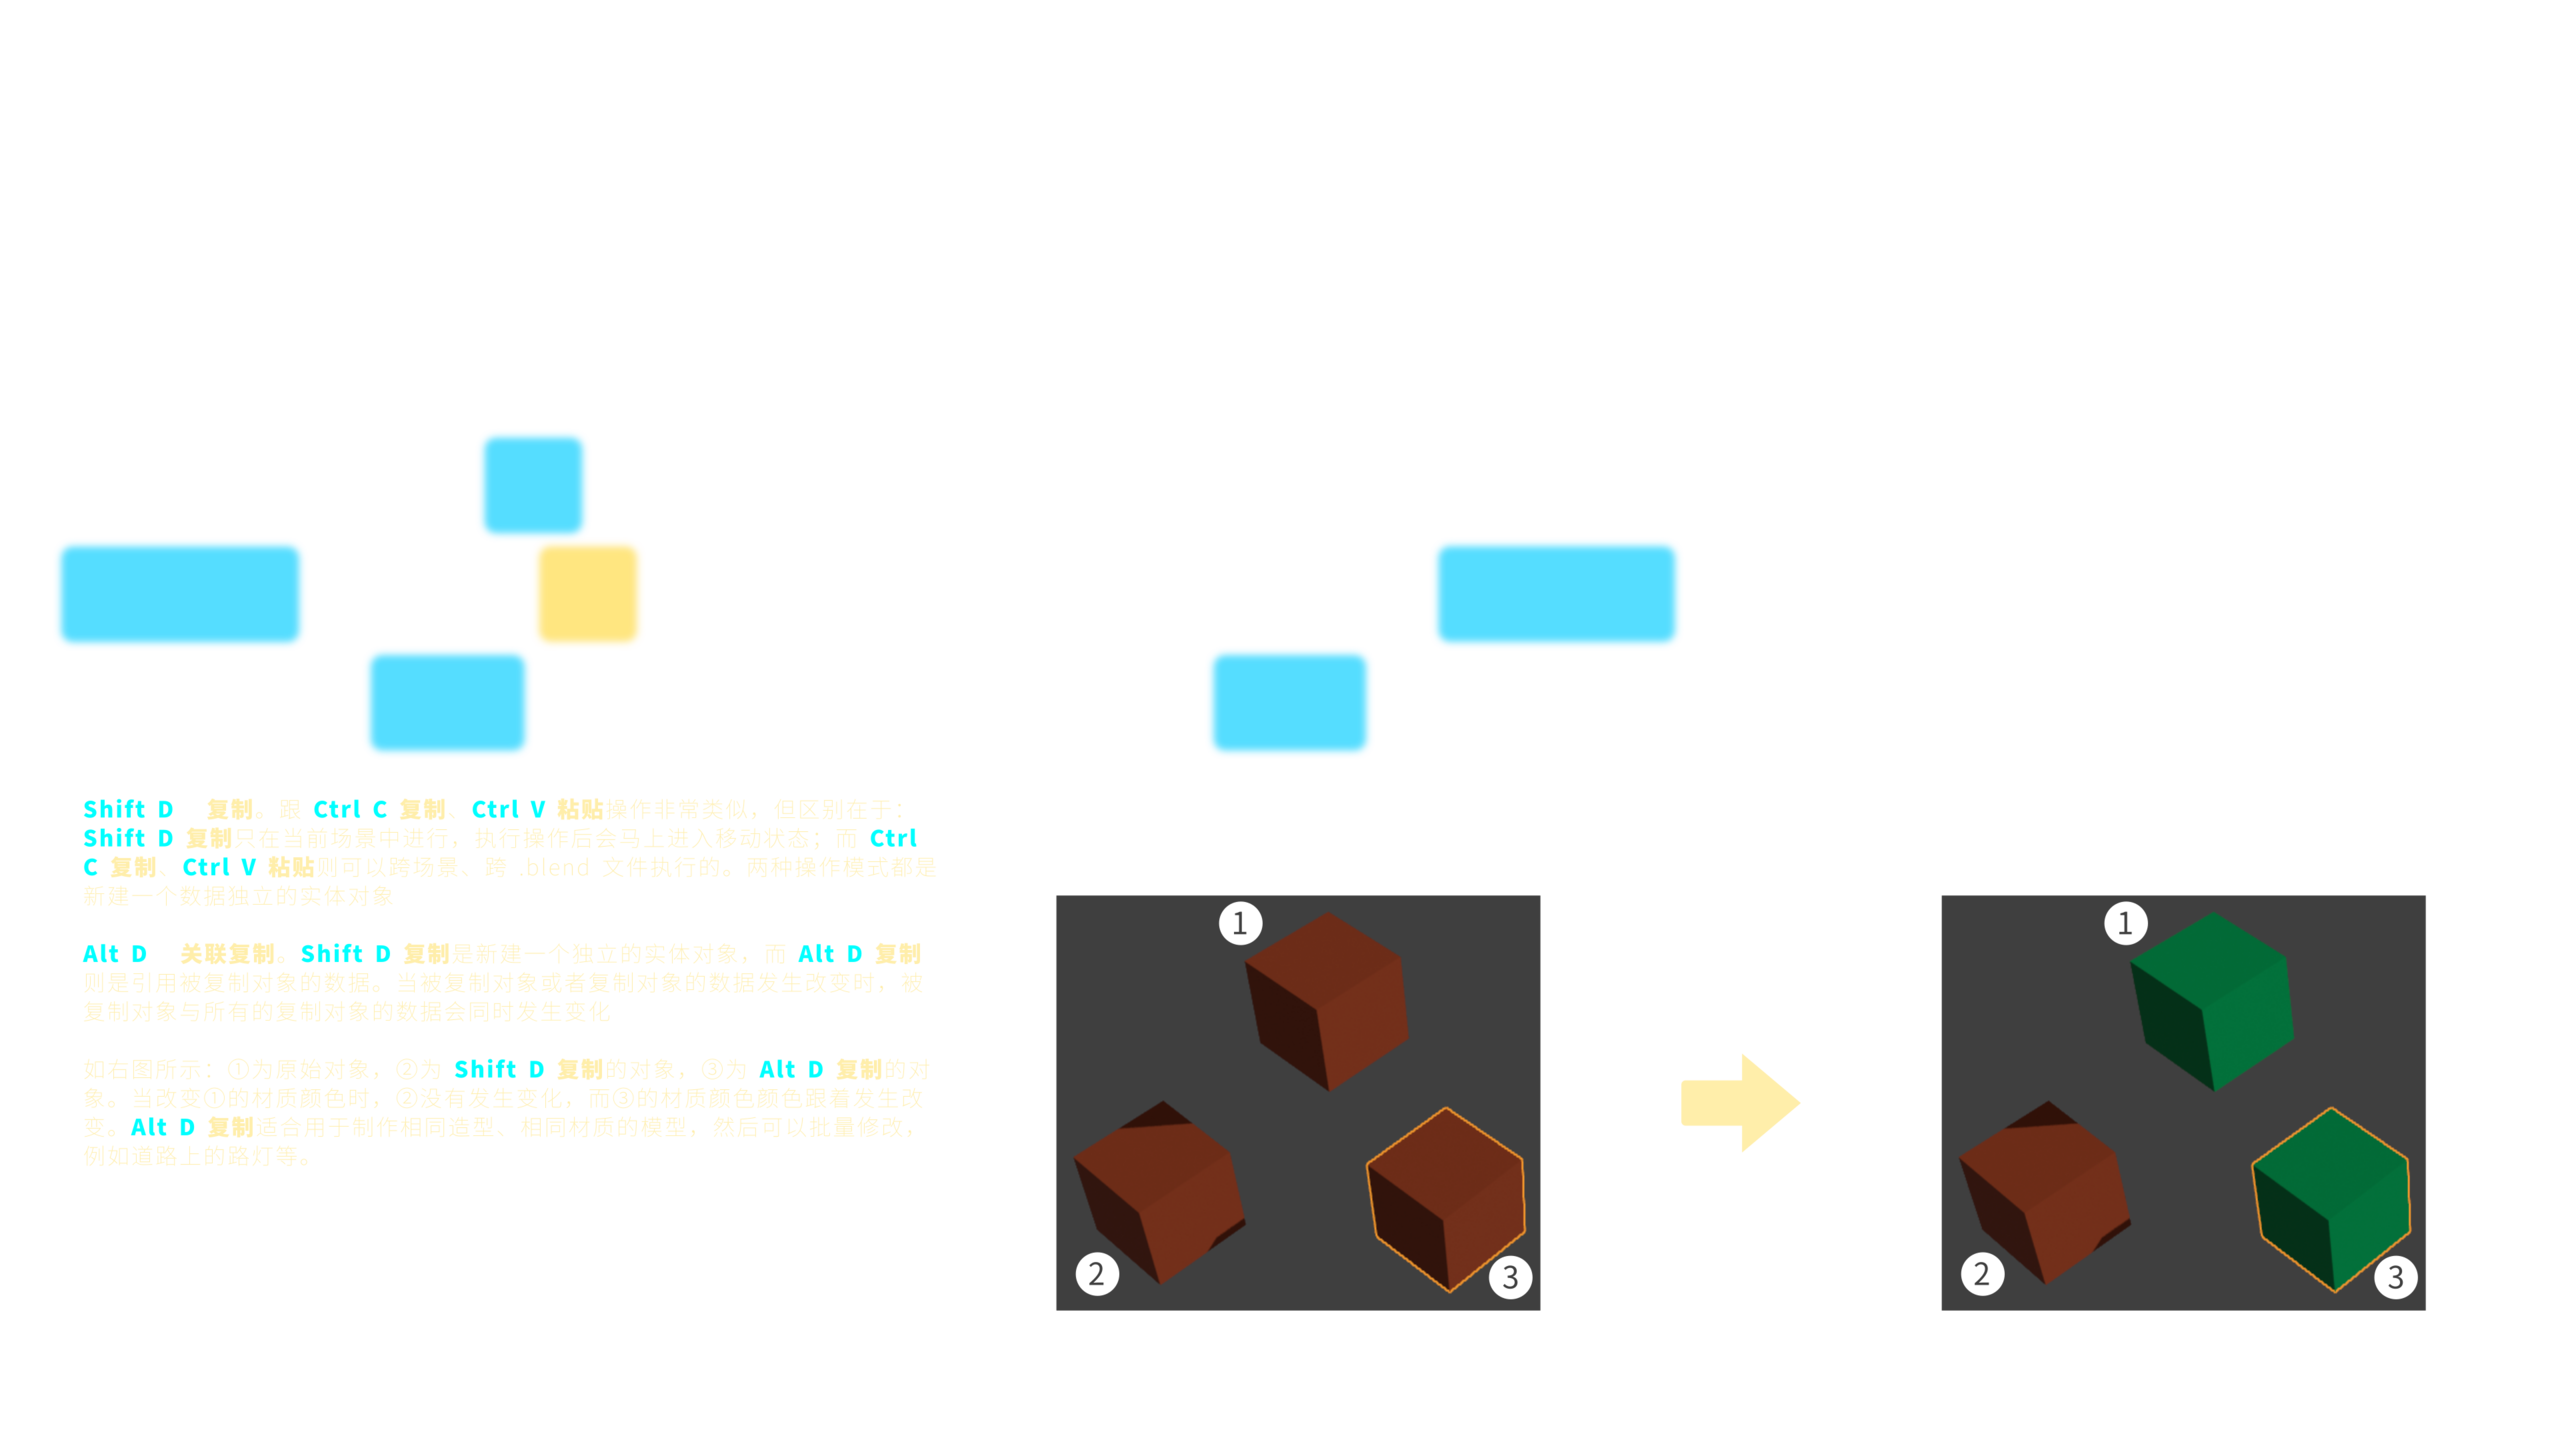 Shift D 复制。跟 Ctrl C 复制、Ctrl V 粘贴操作非常类似，但区别在于：
Shift D 复制只在当前场景中进行，执行操作后会马上进入移动状态；而 Ctrl
C 复制、Ctrl V 粘贴则可以跨场景、跨 .blend 文件执行的。两种操作模式都是
新建一个数据独立的实体对象
Alt D 关联复制。Shift D 复制是新建一个独立的实体对象，而 Alt D 复制
则是引用被复制对象的数据。当被复制对象或者复制对象的数据发生改变时，被
复制对象与所有的复制对象的数据会同时发生变化
如右图所示：①为原始对象，②为 Shift D 复制的对象，③为 Alt D 复制的对
象。当改变①的材质颜色时，②没有发生变化，而③的材质颜色颜色跟着发生改
变。Alt D 复制适合用于制作相同造型、相同材质的模型，然后可以批量修改，
例如道路上的路灯等。
1
2
3
1
2
3